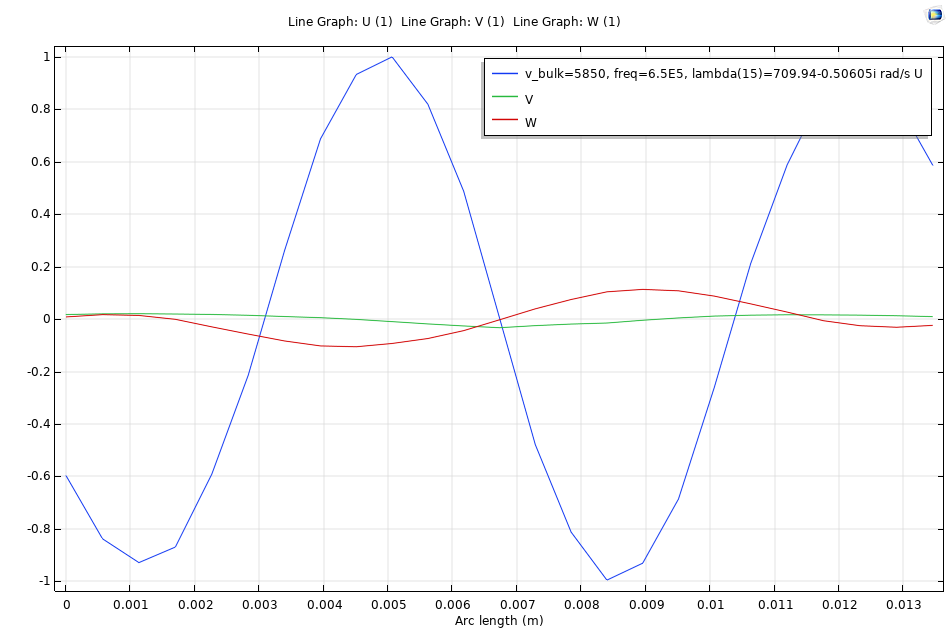 Line Graph: U (1)  Line Graph: V (1)  Line Graph: W (1)
v_bulk=5850, freq=6.5E5, lambda(15)=709.94-0.50605i rad/s U
V
W
1
0.8
0.6
0.4
0.2
0
-0.2
-0.4
-0.6
-0.8
-1
0 0.001 0.002 0.003 0.004 0.005 0.006 0.007 0.008 0.009 0.01 0.011 0.012 0.013
Arc length (m)